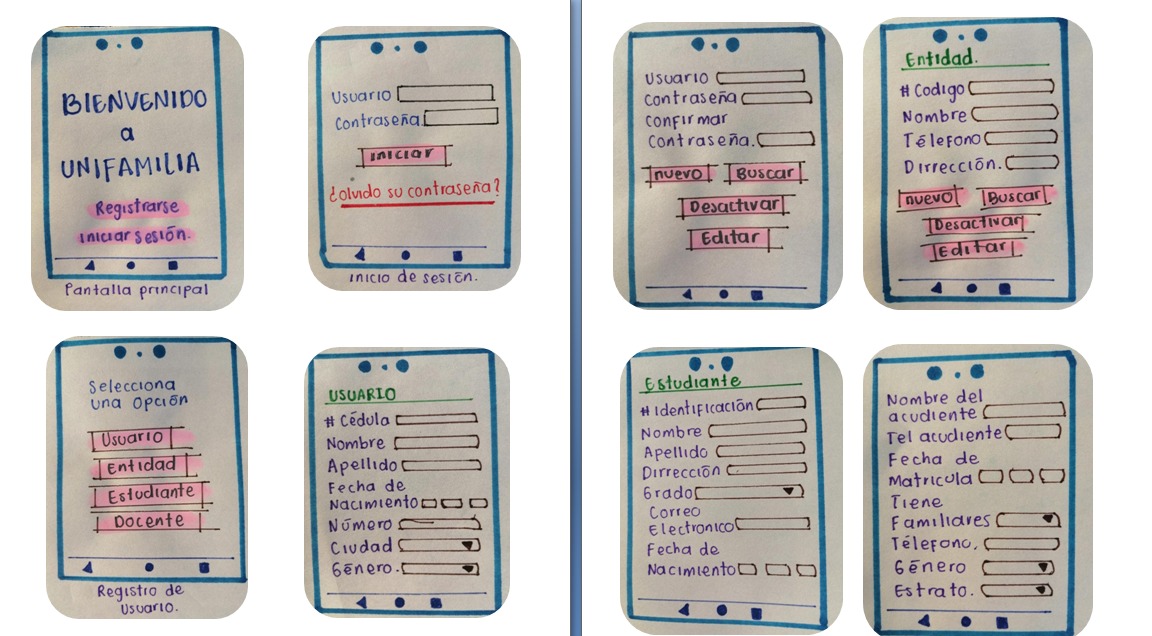 BIENVENIDO
a
UNIFAMILIA
Registrarse
Iniciar sesión.
Pantalla principal
Usuario
Contraseña
Iniciar
¿olvido su contraseña?
Inicio de sesión.
Selecciona
una opción
Usuario
Entidad
Estudiante
Docente
Registro de
Usuario.
USUARIO
# Cédula
Nombre
Apellido
Fecha de
Nacimiento
Número
Ciudad
Género.
Usuario
Contraseña
Confirmar
Contraseña.
nuevo Buscar
Desactivar
Editar
Entidad.
# Codigo
Nombre
Télefono
Dirrección.
nuevo Buscar
Desactivar
Editar
Estudiante
# Identificación
Nombre
Apellido
Dirrección
Grado
Correo
Electronico
Fecha de
Nacimiento
Nombre del
acudiente
Tel acudiente
Fecha de
Matricula
Tiene
Familiares
Télefono.
Género
Estrato.